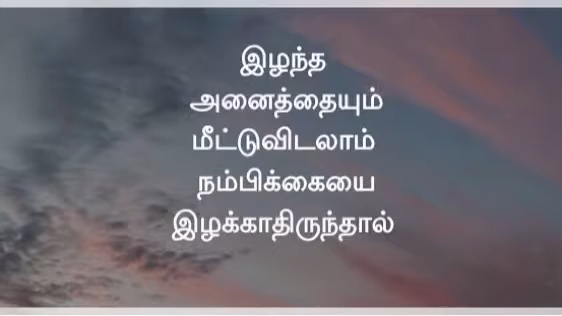 இழந்த
அனைத்தையும்
மீட்டுவிடலாம்
நம்பிக்கையை
இழக்காதிருந்தால்